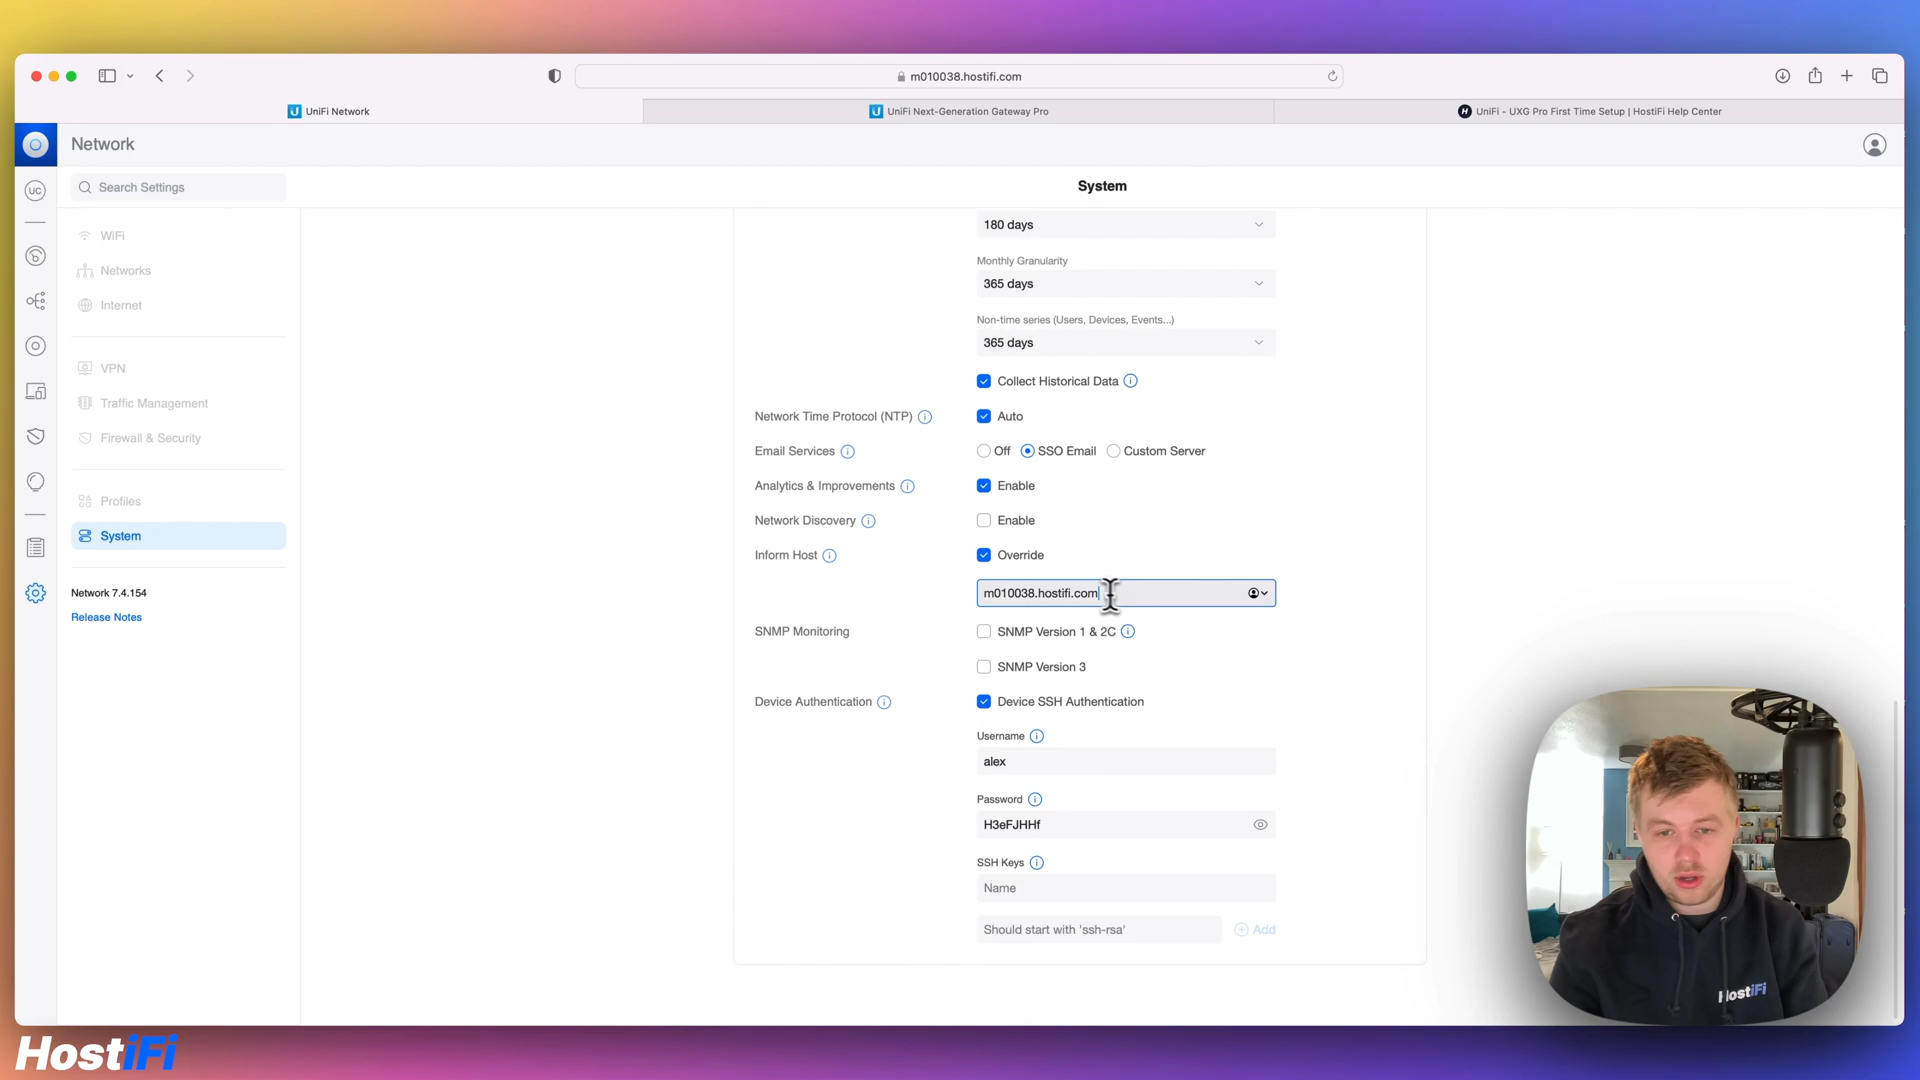 m010038.hostifi.com
UniFi Network
UniFi Next-Generation Gateway Pro
UniFi - UXG Pro First Time Setup | HostiFi Help Center
Network
Search Settings
System
UC
WiFi
Networks
Internet
VPN
Traffic Management
Firewall & Security
Profiles
System
Network 7.4.154
Release Notes
180 days
Monthly Granularity
365 days
Non-time series (Users, Devices, Events...)
365 days
Collect Historical Data
Network Time Protocol (NTP) Auto
Email Services Off SSO Email Custom Server
Analytics & Improvements Enable
Network Discovery Enable
Inform Host Override
m010038.hostifi.com
SNMP Monitoring SNMP Version 1 & 2C
SNMP Version 3
Device Authentication Device SSH Authentication
Username
alex
Password
H3eFJHHf
SSH Keys
Name
Should start with 'ssh-rsa' Add
HostiFi
HostiFi